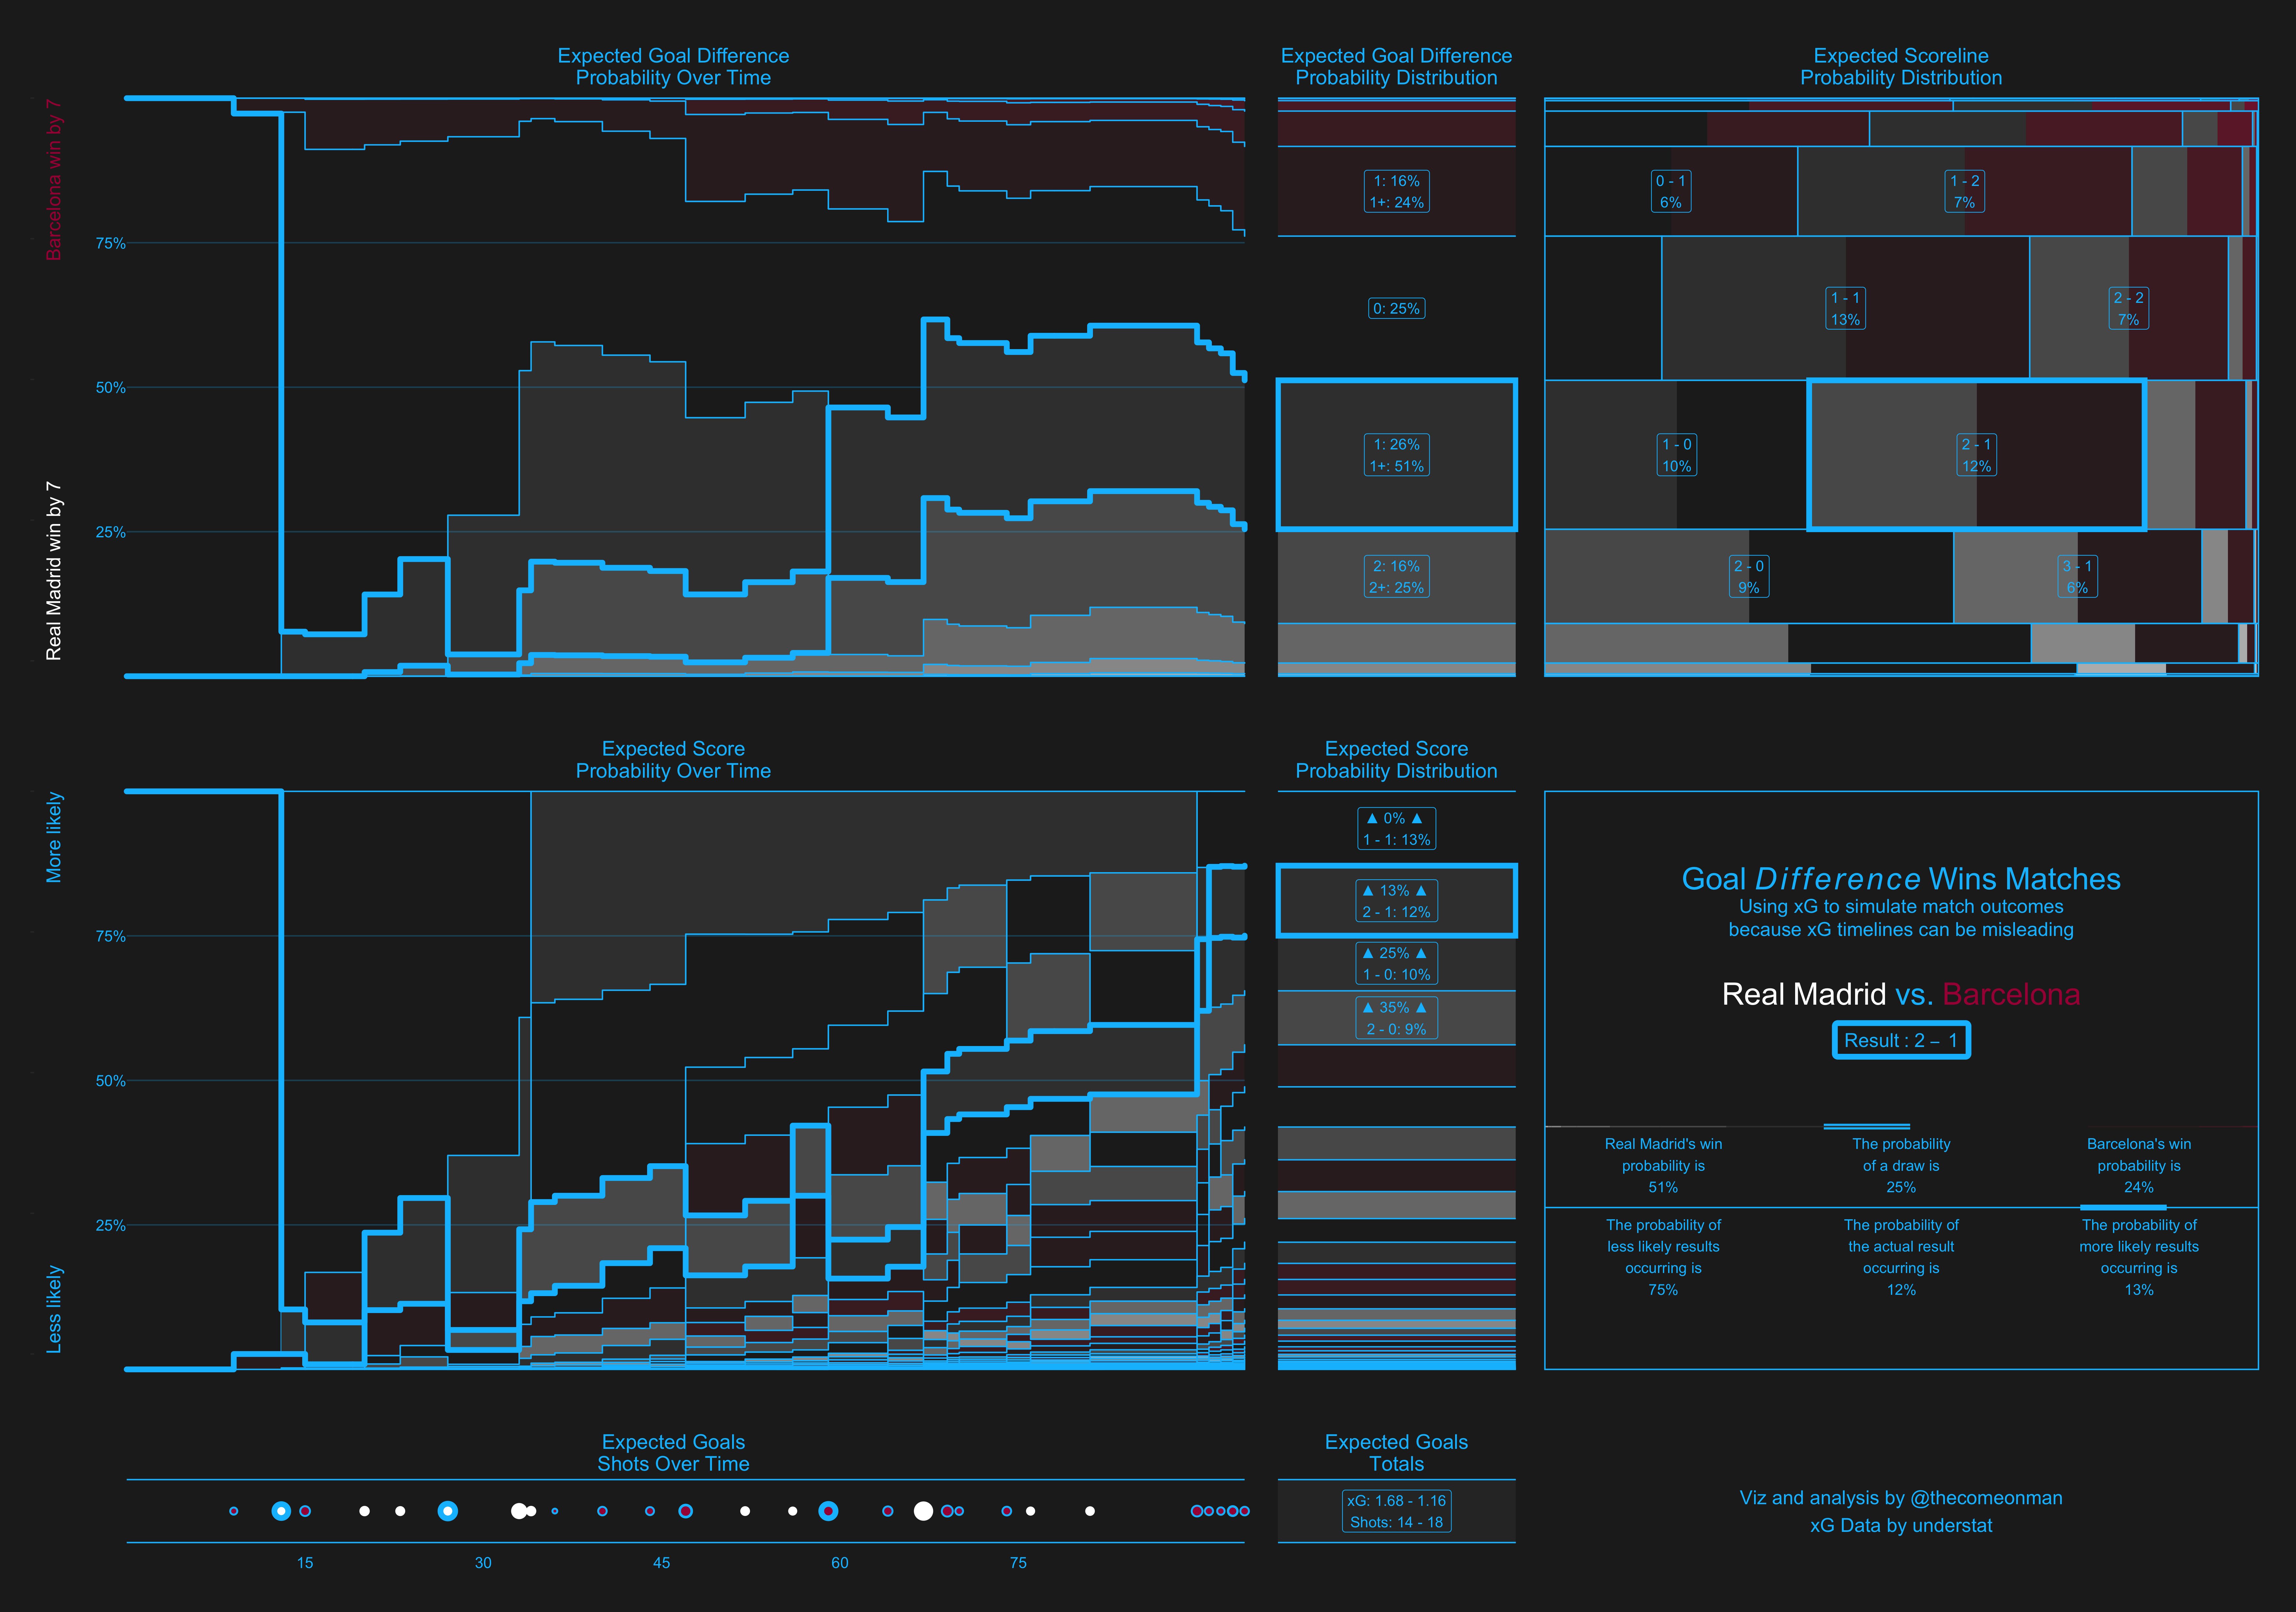 Expected Goal Difference
Probability Over Time
Expected Goal Difference
Probability Distribution
Expected Scoreline
Probability Distribution
Barcelona win by 7
Real Madrid win by 7
75%
50%
25%
1: 16%
1+: 24%
0: 25%
1: 26%
1+: 51%
2: 16%
2+: 25%
0 - 1
6%
1 - 2
7%
1 - 1
13%
2 - 2
7%
1 - 0
10%
2 - 1
12%
2 - 0
9%
3 - 1
6%
Expected Score
Probability Over Time
Expected Score
Probability Distribution
More likely
Less likely
75%
50%
25%
▲ 0% ▲
1 - 1: 13%
▲ 13% ▲
2 - 1: 12%
▲ 25% ▲
1 - 0: 10%
▲ 35% ▲
2 - 0: 9%
Goal Difference Wins Matches
Using xG to simulate match outcomes
because xG timelines can be misleading
Real Madrid vs. Barcelona
Result : 2 – 1
Real Madrid's win
probability is
51%
The probability
of a draw is
25%
Barcelona's win
probability is
24%
The probability of
less likely results
occurring is
75%
The probability of
the actual result
occurring is
12%
The probability of
more likely results
occurring is
13%
Expected Goals
Shots Over Time
15
30
45
60
75
Expected Goals
Totals
xG: 1.68 - 1.16
Shots: 14 - 18
Viz and analysis by @thecomeonman
xG Data by understat